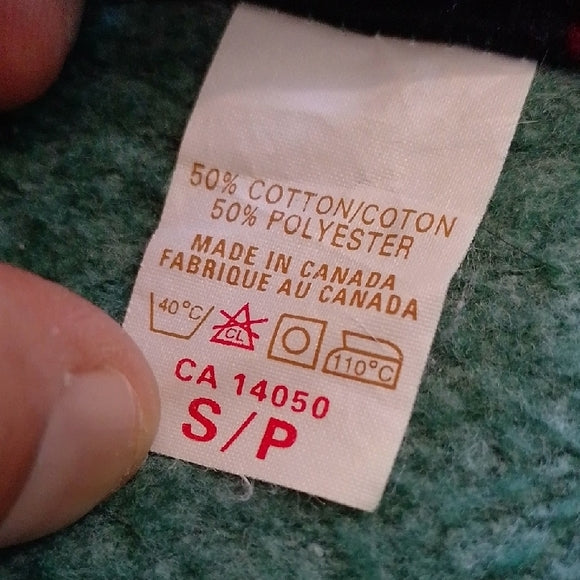 50% COTTON/COTON
50% POLYESTER
MADE IN CANADA
FABRIQUE AU CANADA
40°C CL 110°C
CA 14050
S/P